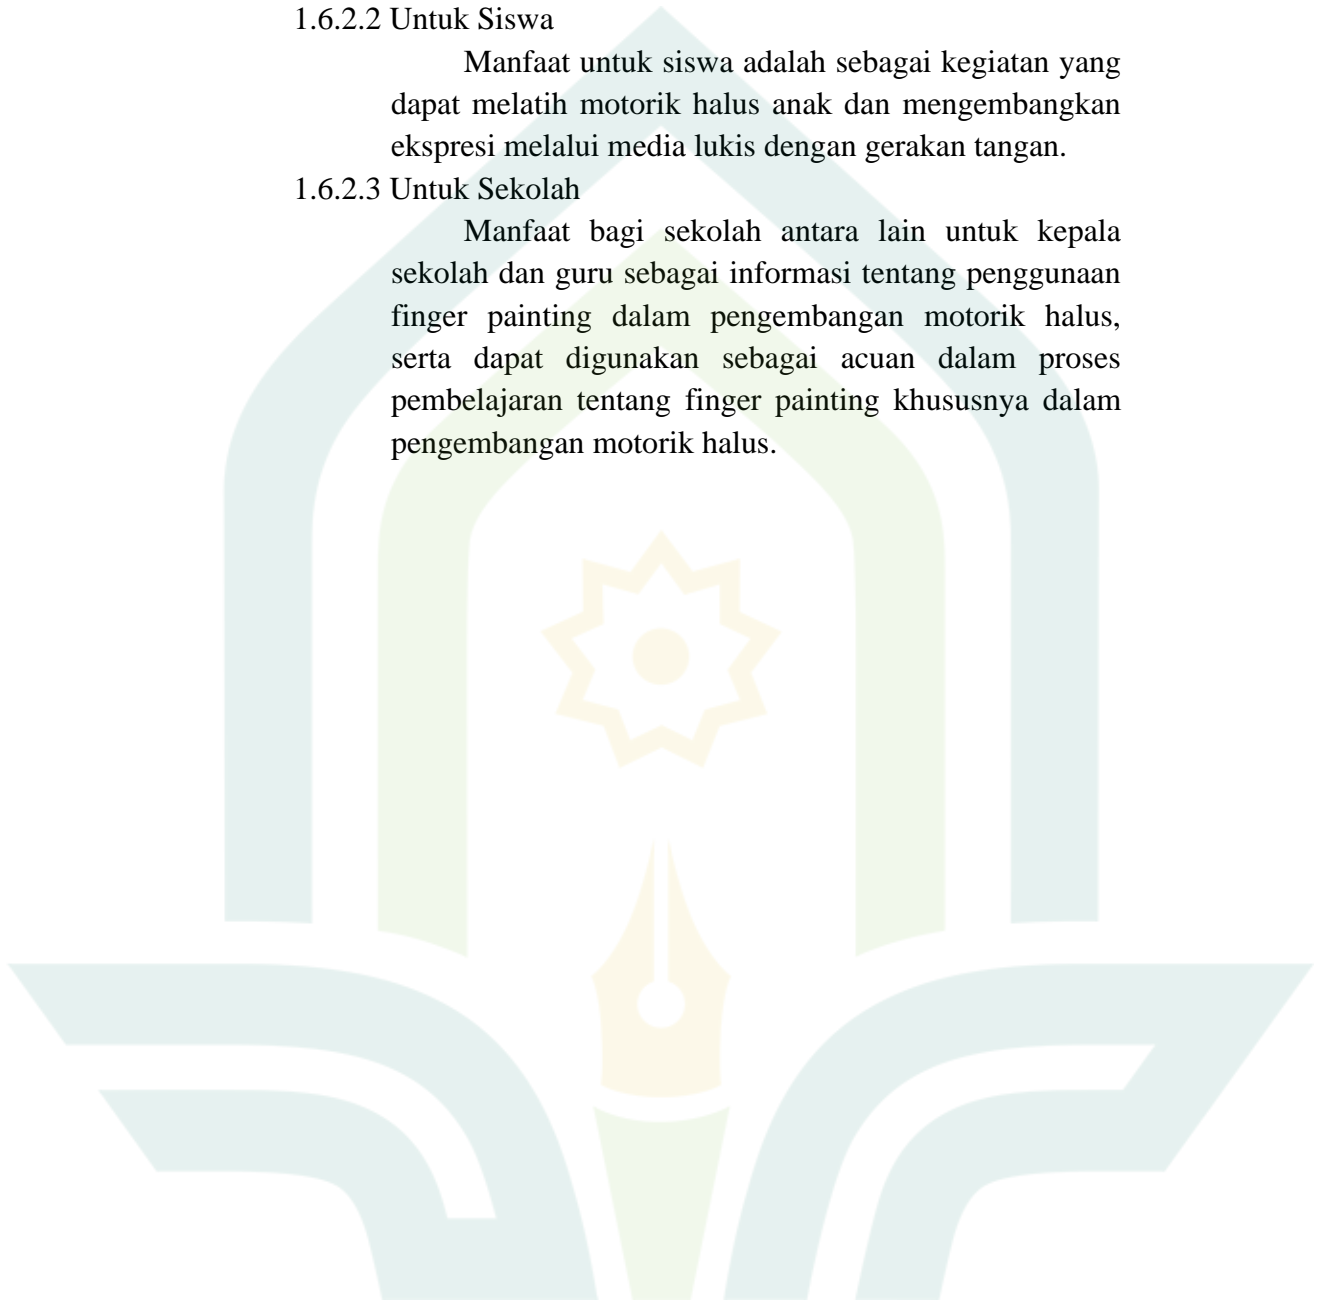 1.6.2.2 Untuk Siswa
Manfaat untuk siswa adalah sebagai kegiatan yang
dapat melatih motorik halus anak dan mengembangkan
ekspresi melalui media lukis dengan gerakan tangan.
1.6.2.3 Untuk Sekolah
Manfaat bagi sekolah antara lain untuk kepala
sekolah dan guru sebagai informasi tentang penggunaan
finger painting dalam pengembangan motorik halus,
serta dapat digunakan sebagai acuan dalam proses
pembelajaran tentang finger painting khususnya dalam
pengembangan motorik halus.